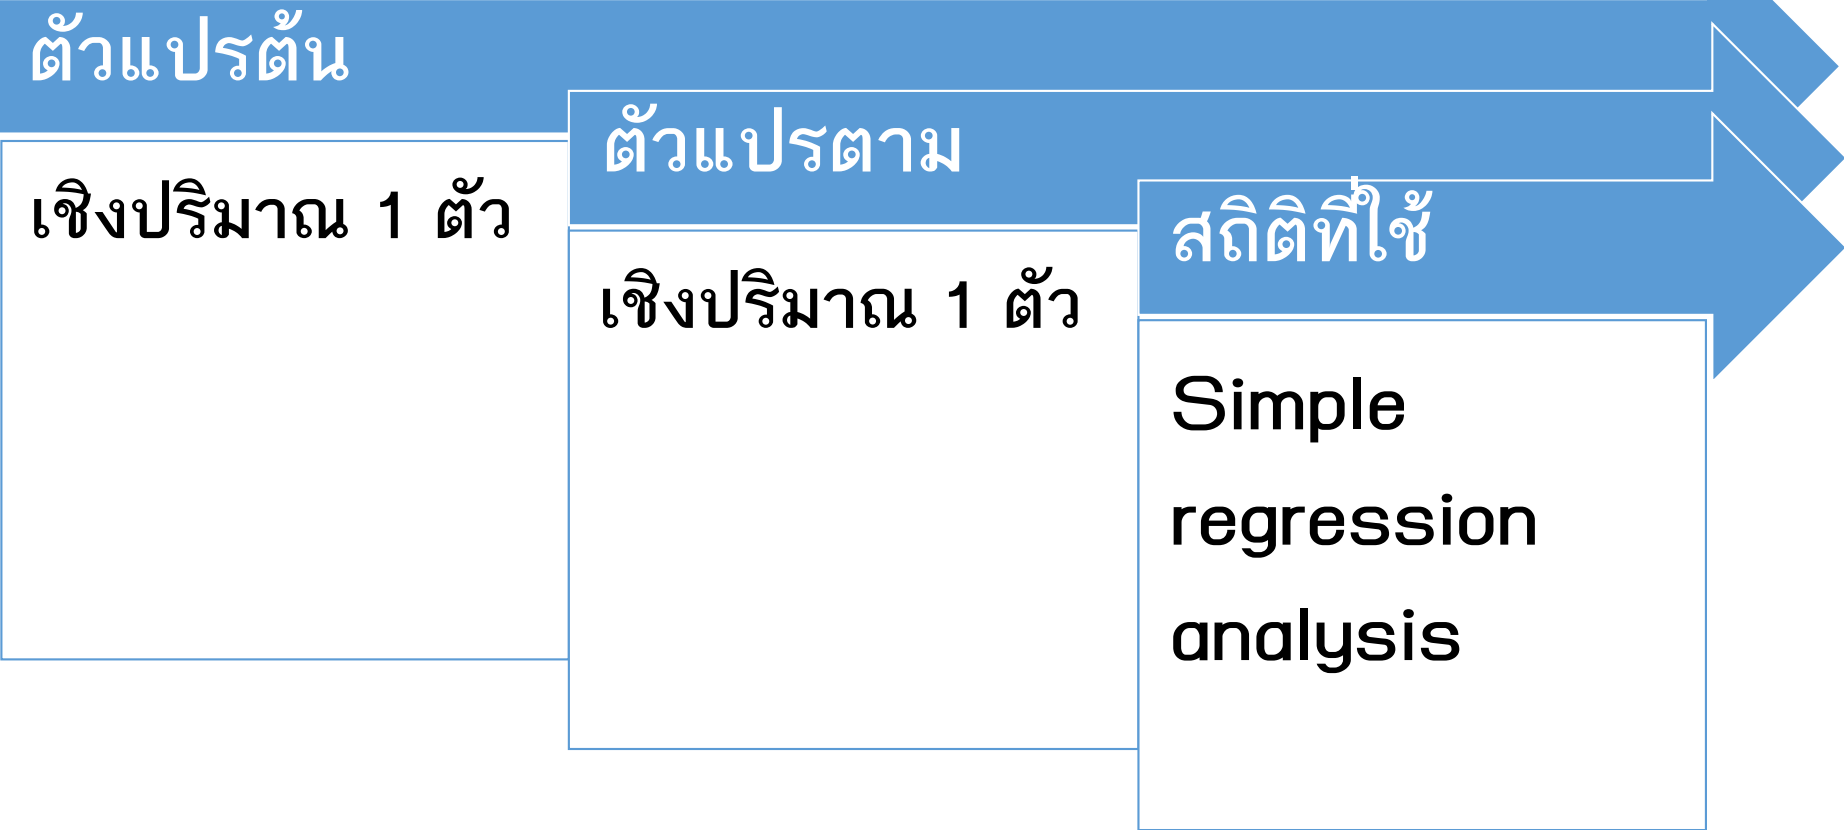 ตัวแปรต้น
เชิงปริมาณ 1 ตัว
ตัวแปรตาม
เชิงปริมาณ 1 ตัว
สถิติที่ใช้
Simple
regression
analysis